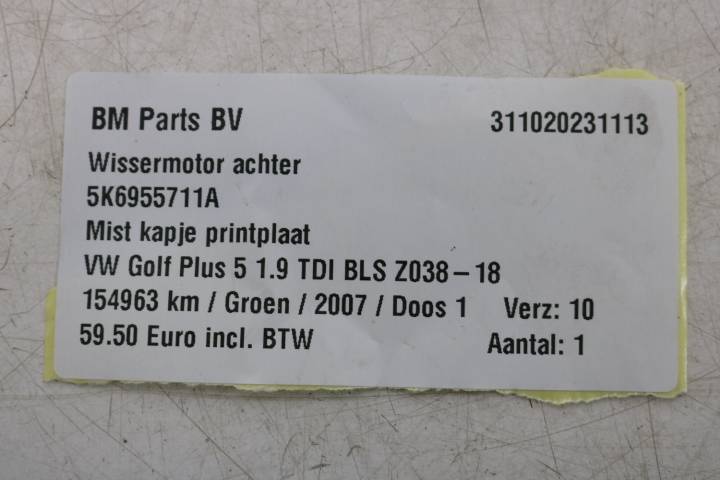 BM Parts BV 311020231113
Wissermotor achter
5K6955711A
Mist kapje printplaat
VW Golf Plus 5 1.9 TDI BLS Z038-18
154963 km / Groen / 2007 / Doos 1 Verz: 10
59.50 Euro incl. BTW Aantal: 1